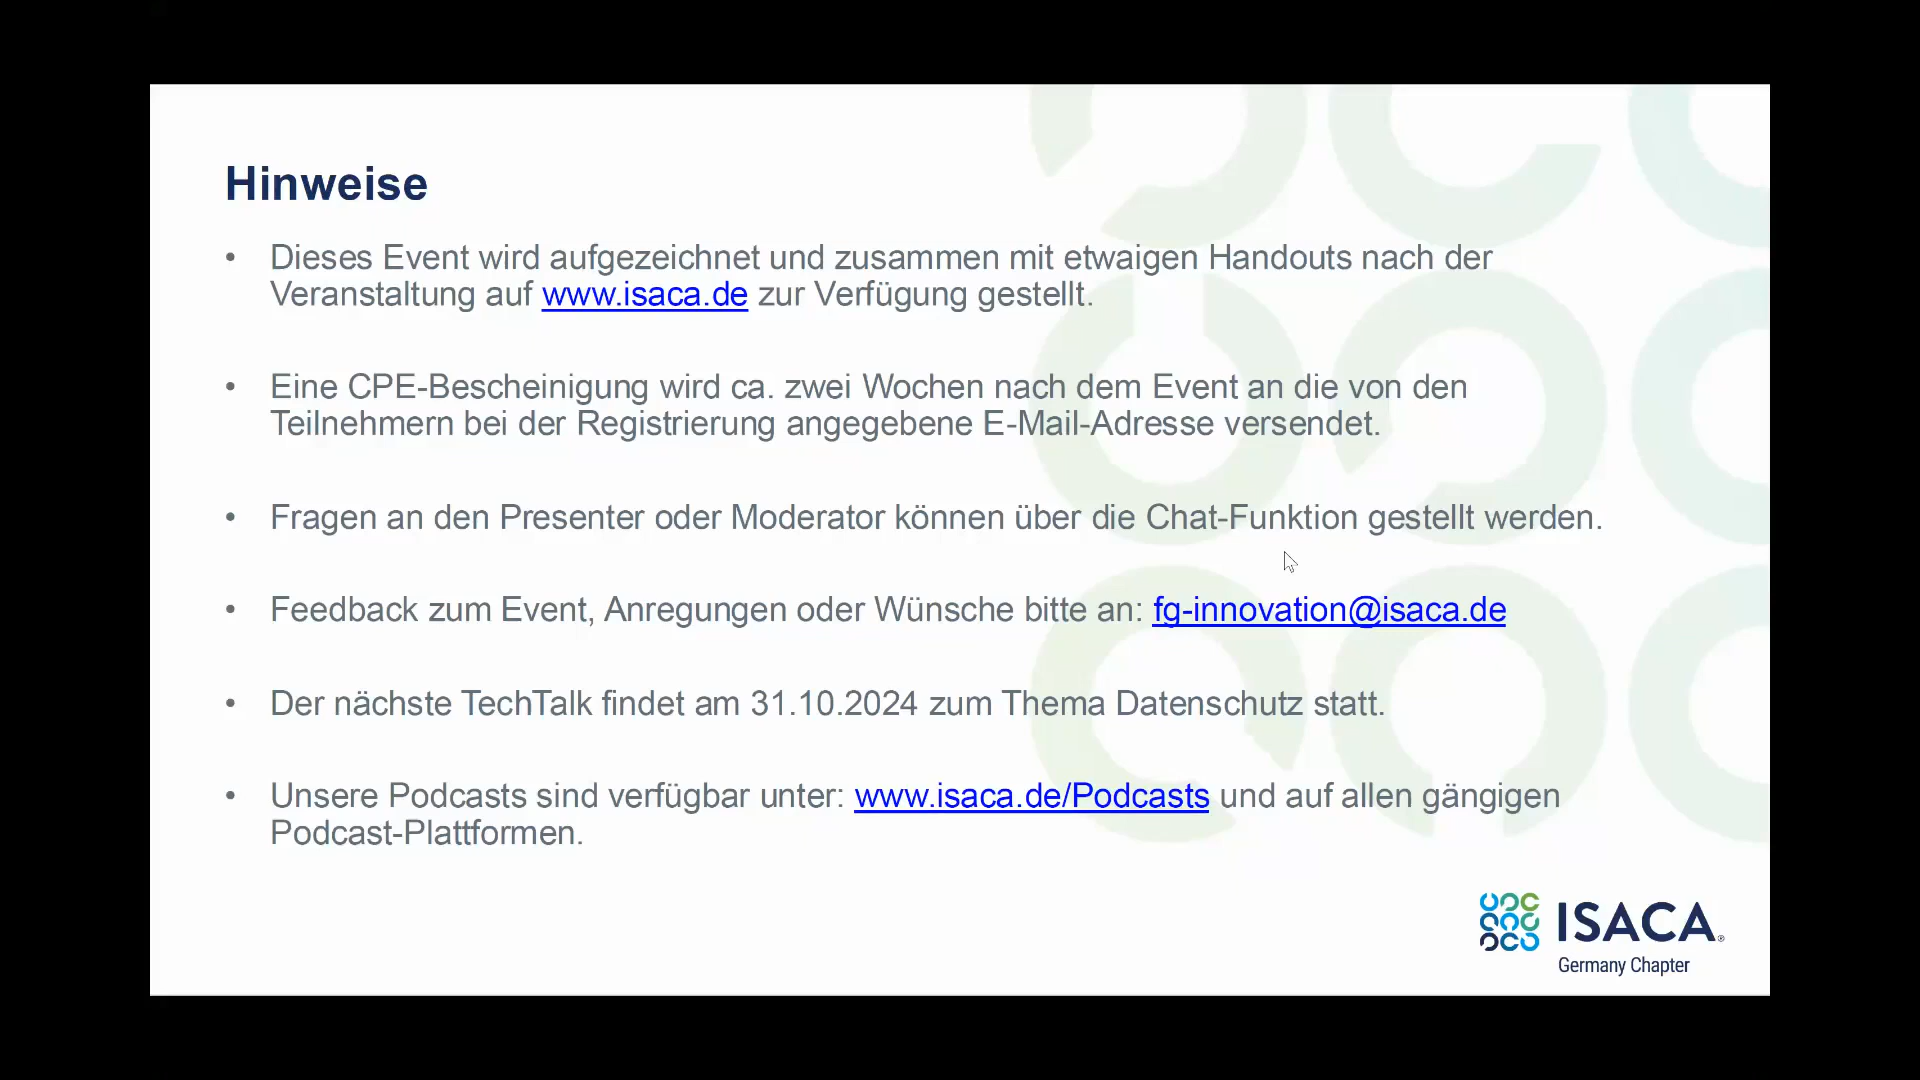 Hinweise
• Dieses Event wird aufgezeichnet und zusammen mit etwaigen Handouts nach der
Veranstaltung auf www.isaca.de zur Verfügung gestellt.
• Eine CPE-Bescheinigung wird ca. zwei Wochen nach dem Event an die von den
Teilnehmern bei der Registrierung angegebene E-Mail-Adresse versendet.
• Fragen an den Presenter oder Moderator können über die Chat-Funktion gestellt werden.
• Feedback zum Event, Anregungen oder Wünsche bitte an: fg-innovation@isaca.de
• Der nächste TechTalk findet am 31.10.2024 zum Thema Datenschutz statt.
• Unsere Podcasts sind verfügbar unter: www.isaca.de/Podcasts und auf allen gängigen
Podcast-Plattformen.
ISACA®
Germany Chapter